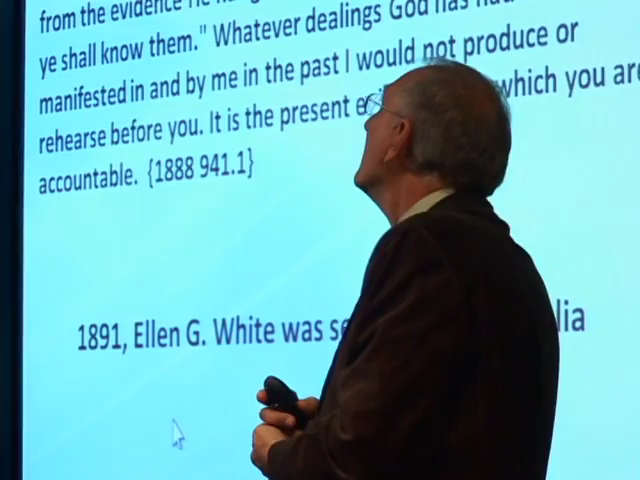 from the evidence He
ye shall know them." Whatever dealings God has had
manifested in and by me in the past I would not produce or
rehearse before you. It is the present which you are
accountable. {1888 941.1}
1891, Ellen G. White was